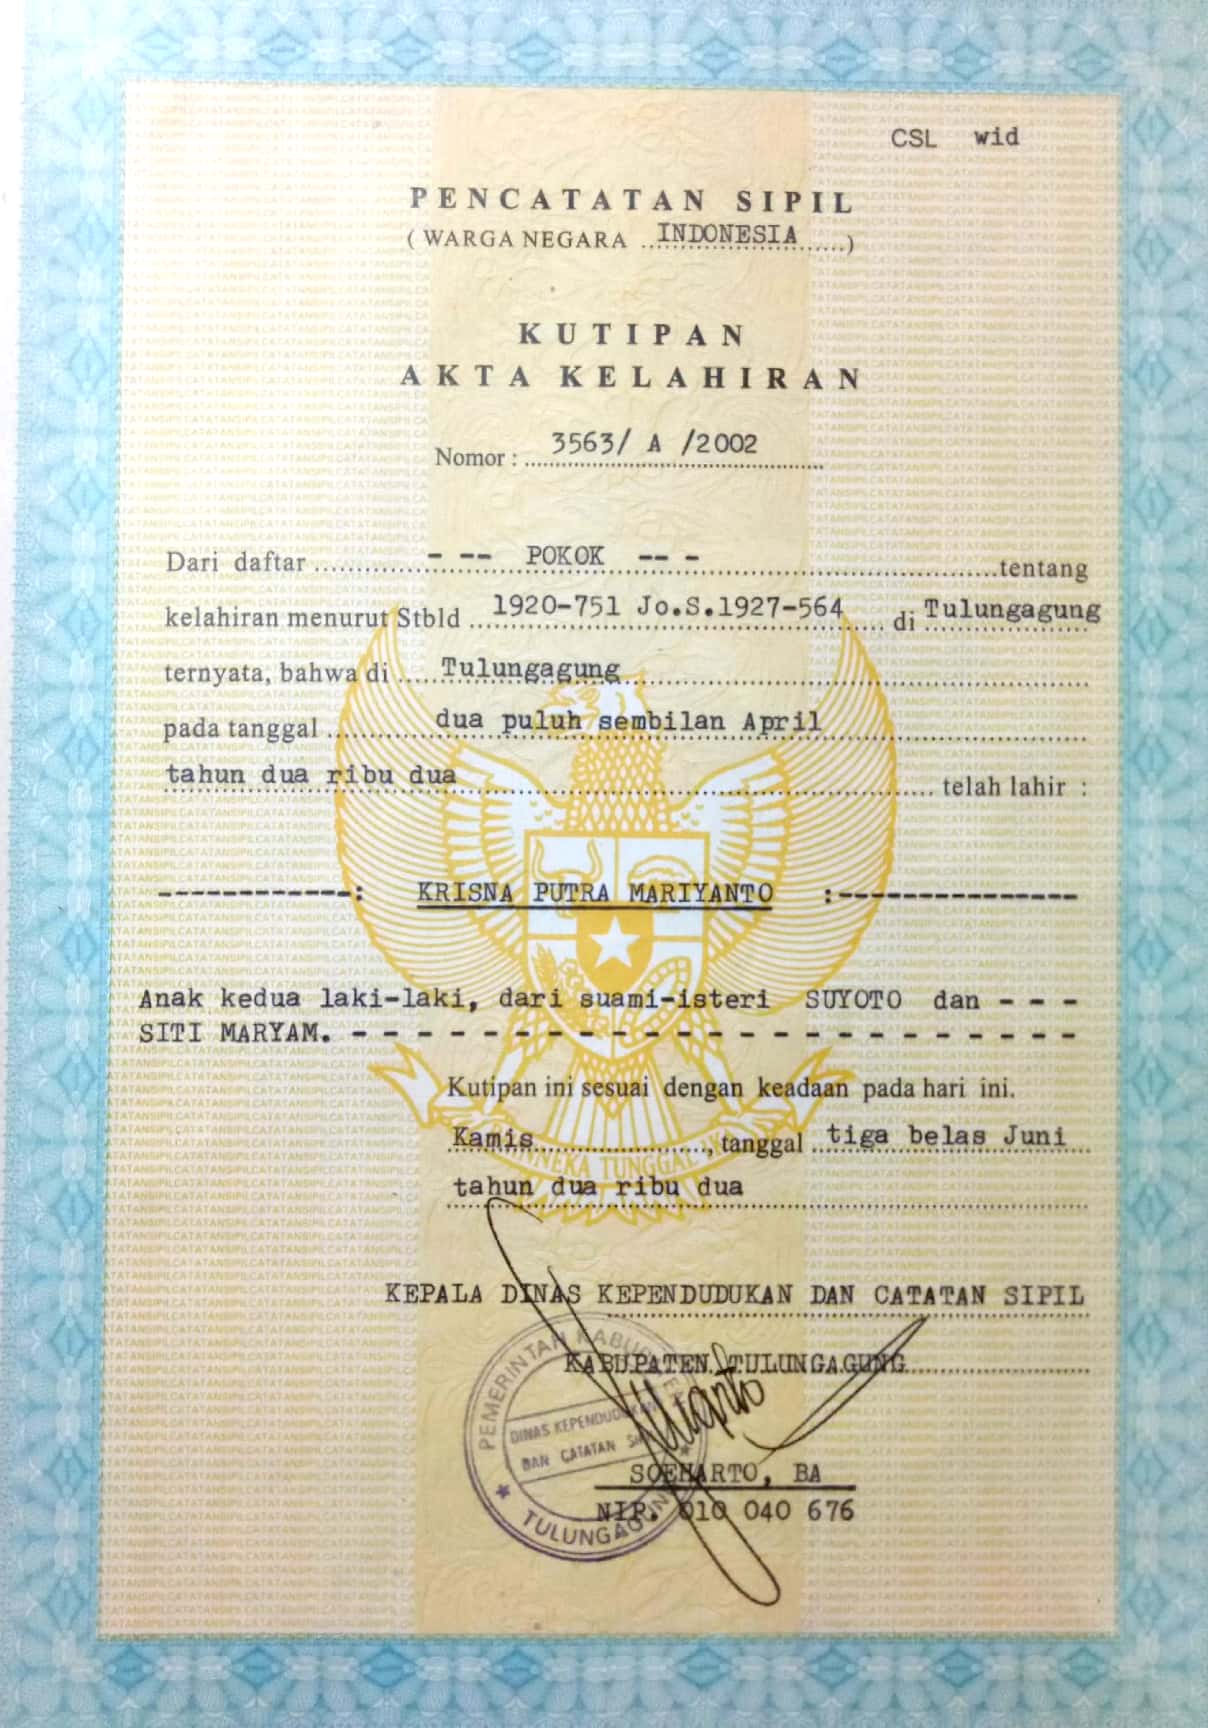 CSL wid
PENCATATAN SIPIL
( WARGA NEGARA ..INDONESIA......)
KUTIPAN
AKTA KELAHIRAN
Nomor : 3563/ A /2002
Dari daftar - -- POKOK -- - tentang
kelahiran menurut Stbld 1920-751 Jo.S.1927-564 di Tulungagung
ternyata, bahwa di Tulungagung
pada tanggal dua puluh sembilan April
tahun dua ribu dua telah lahir :
------------: KRISNA PUTRA MARIYANTO :---------------
Anak kedua laki-laki, dari suami-isteri SUYOTO dan - - -
SITI MARYAM. - - - - - - - - - - - - - - - - - - - - - - -
Kutipan ini sesuai dengan keadaan pada hari ini.
Kamis, tanggal tiga belas Juni
TUNGGAL
tahun dua ribu dua
KEPALA DINAS KEPENDUDUKAN DAN CATATAN SIPIL
KABUPATEN TULUNGAGUNG
PEMERINTAH KABUPATEN
DINAS KEPENDUDUKAN
DAN CATATAN SIPIL
TULUNGAGUNG
SOEHARTO, BA
NIP. 010 040 676